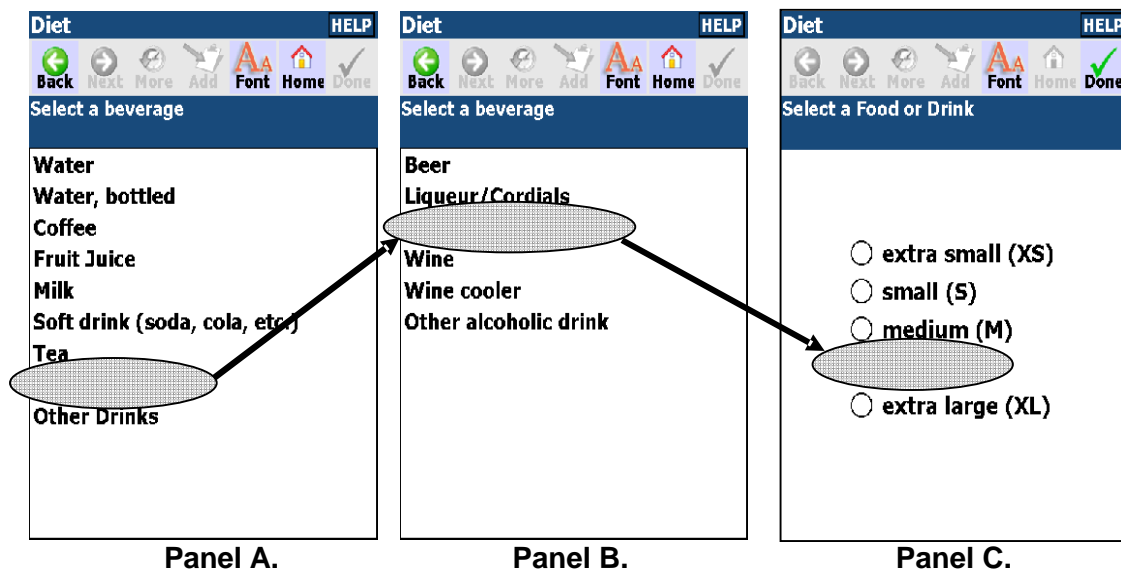 Diet HELP
Back Next More Add Font Home Done
Select a beverage
Water
Water, bottled
Coffee
Fruit Juice
Milk
Soft drink (soda, cola, etc.)
Tea
Other Drinks
Panel A.
Diet HELP
Back Next More Add Font Home Done
Select a beverage
Beer
Liqueur/Cordials
Wine
Wine cooler
Other alcoholic drink
Panel B.
Diet HELP
Back Next More Add Font Home Done
Select a Food or Drink
extra small (XS)
small (S)
medium (M)
extra large (XL)
Panel C.